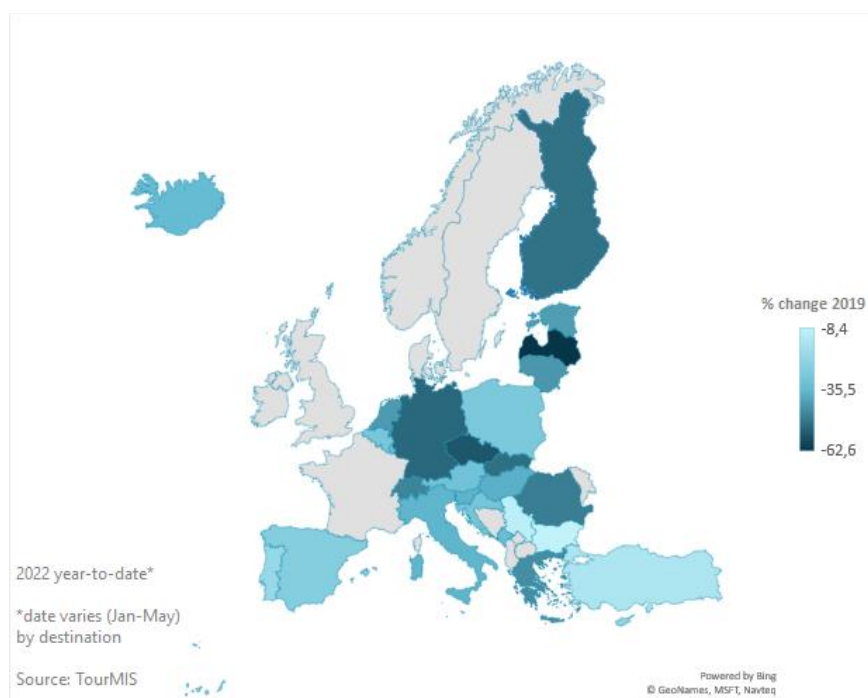 % change 2019
-8,4
-35,5
-62,6
2022 year-to-date*
*date varies (Jan-May)
by destination
Source: TourMIS
Powered by Bing
© GeoNames, MSFT, Navteq